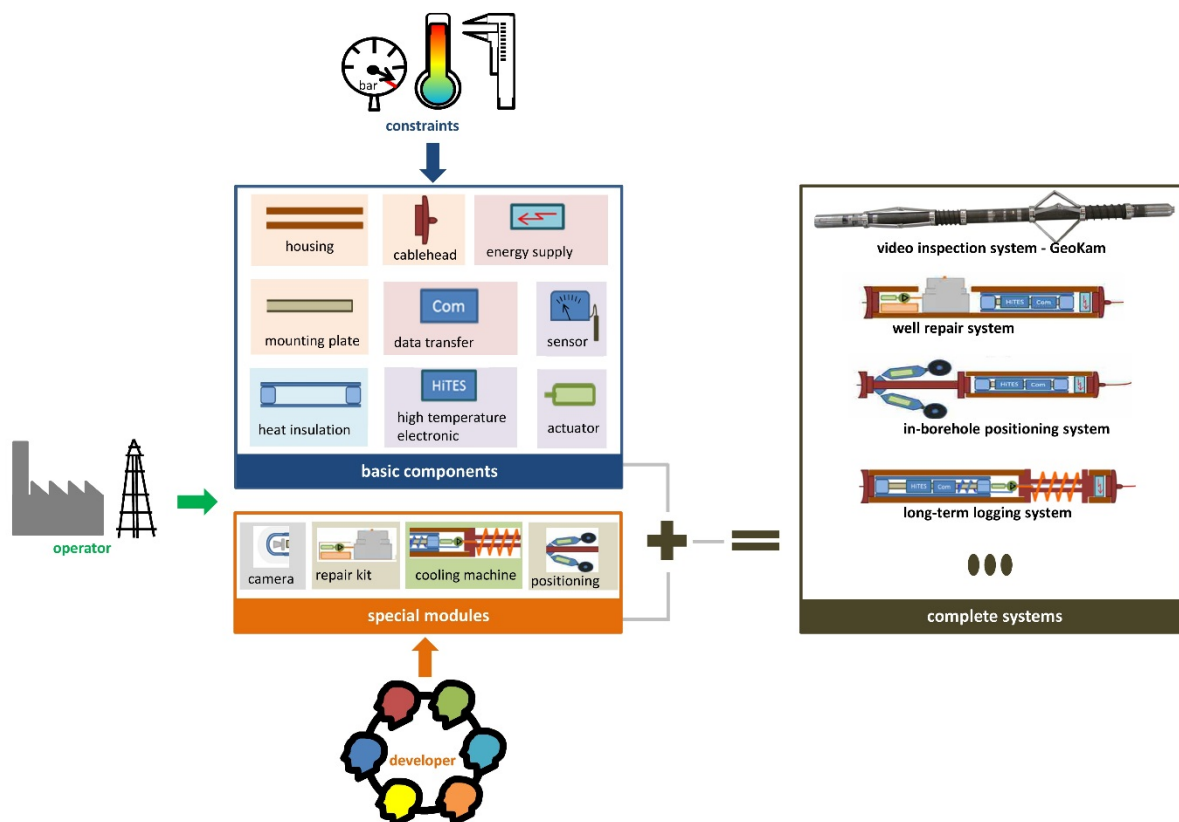 bar
constraints
housing
cablehead
energy supply
mounting plate
Com
data transfer
sensor
heat insulation
HiTES
high temperature
electronic
actuator
basic components
operator
camera
repair kit
cooling machine
positioning
special modules
developer
video inspection system - GeoKam
HiTES
Com
well repair system
HiTES
Com
in-borehole positioning system
HiTES
Com
long-term logging system
complete systems